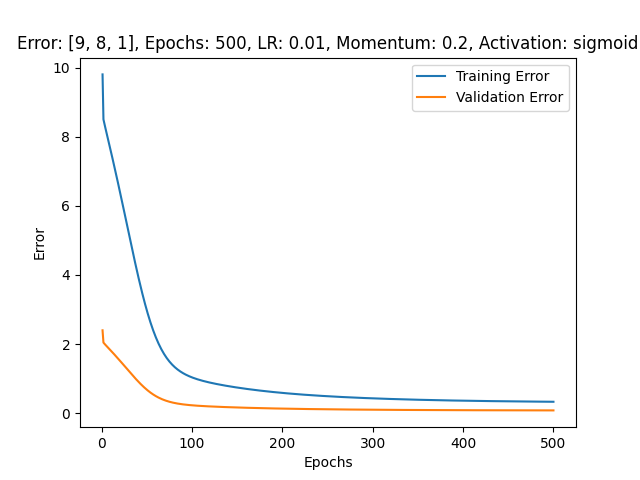 Error: [9, 8, 1], Epochs: 500, LR: 0.01, Momentum: 0.2, Activation: sigmoid
Training Error
Validation Error
Error
10
8
6
4
2
0
0 100 200 300 400 500
Epochs